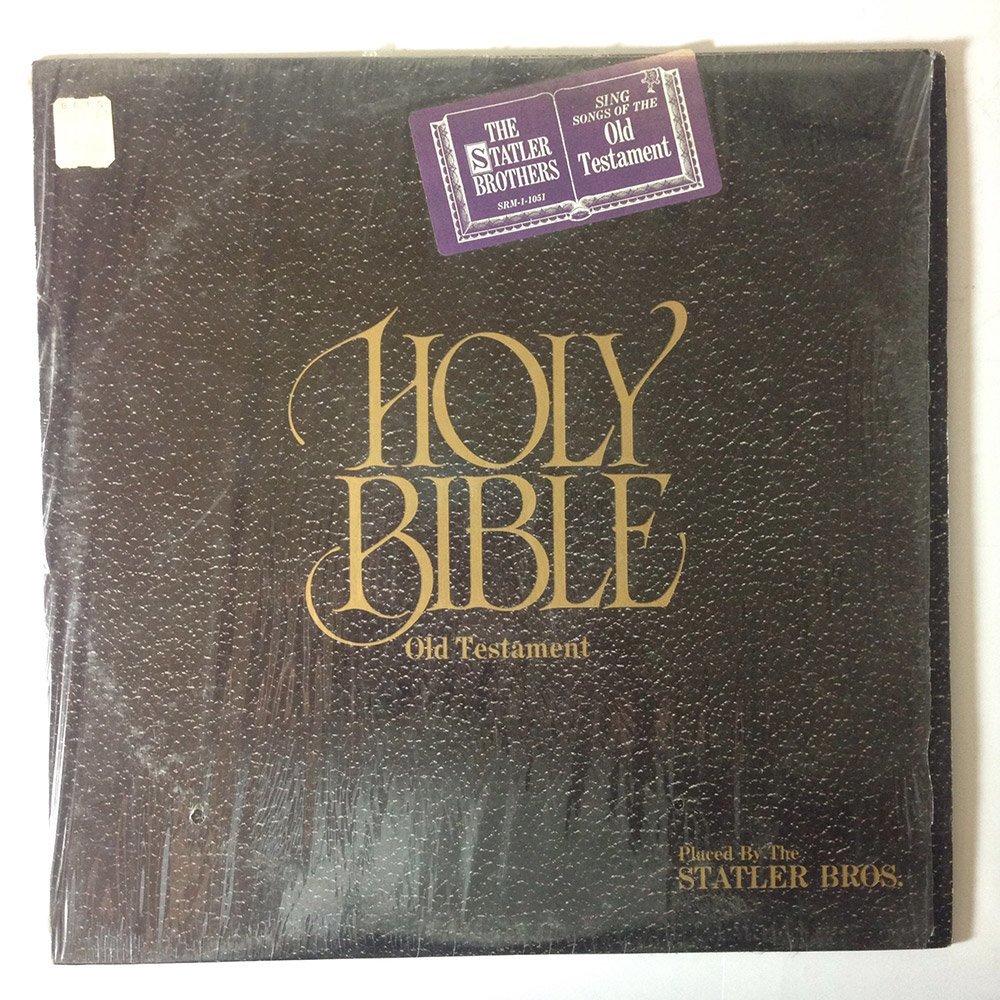 THE
STATLER
BROTHERS
SRM-1-1051
SING
SONGS OF THE
Old
Testament
HOLY
BIBLE
Old Testament
Placed By The
STATLER BROS.